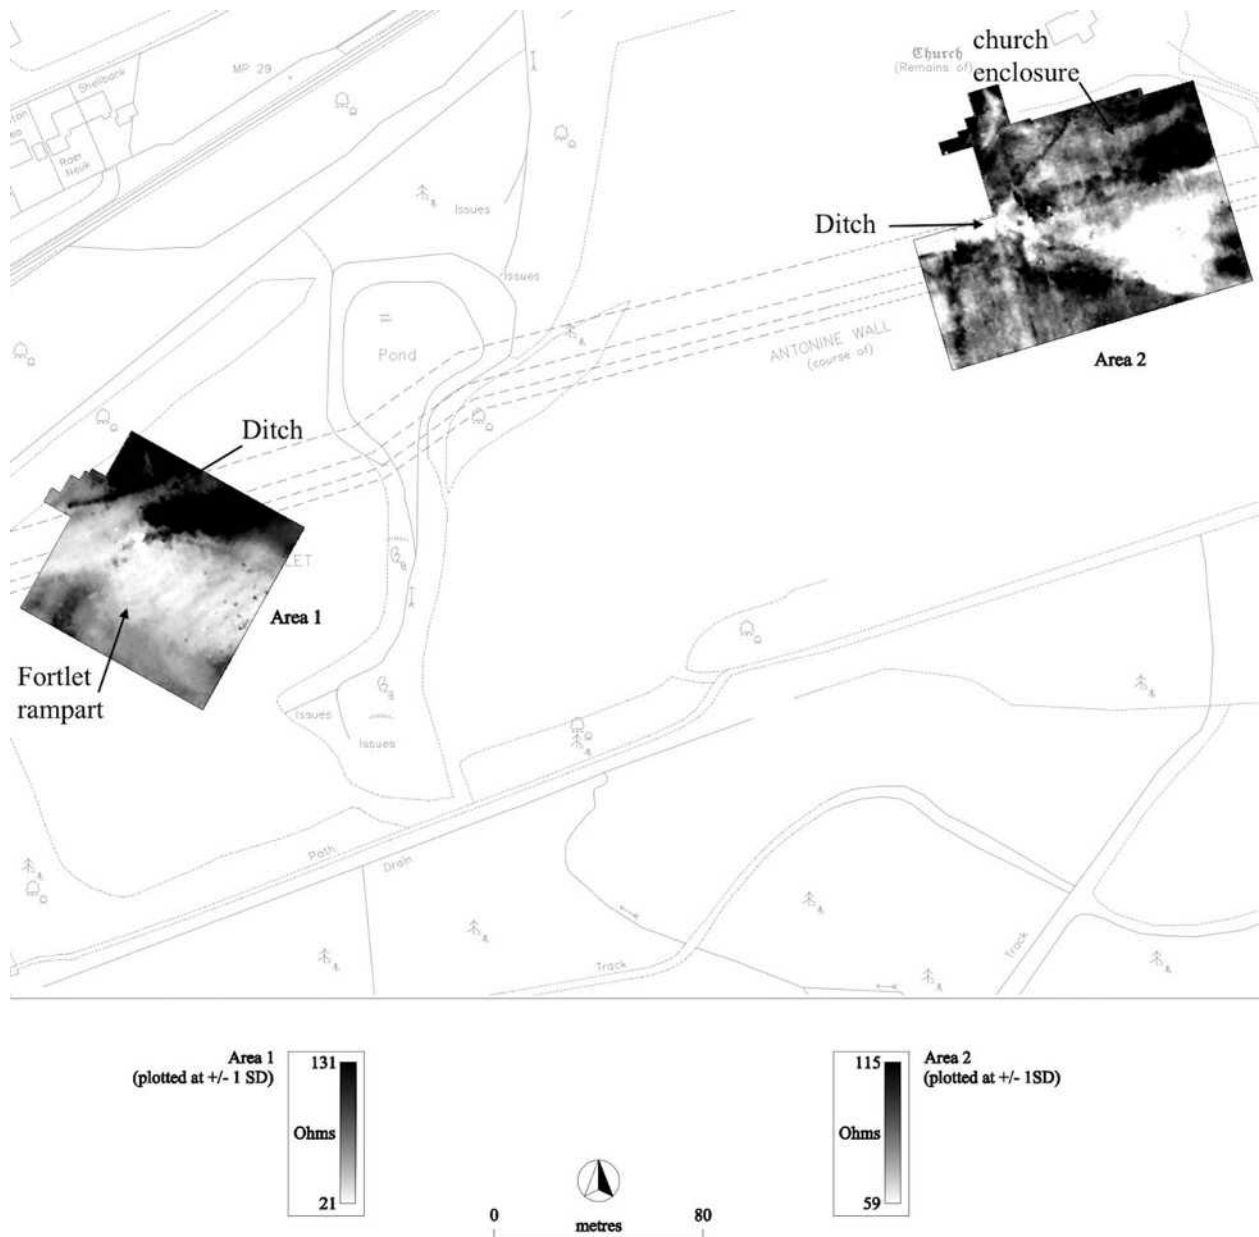 church
enclosure
Church
(Remains of)
MP 29
Shellback
Roer
Neuk
Issues
Issues
Ditch
Pond
ANTONINE WALL
(course of)
Area 2
Ditch
LET
Area 1
Fortlet
rampart
Issues
Issues
Path
Drain
Track
Track
Area 1
(plotted at +/- 1 SD)
131
Ohms
21
Area 2
(plotted at +/- 1SD)
115
Ohms
59
0
metres
80